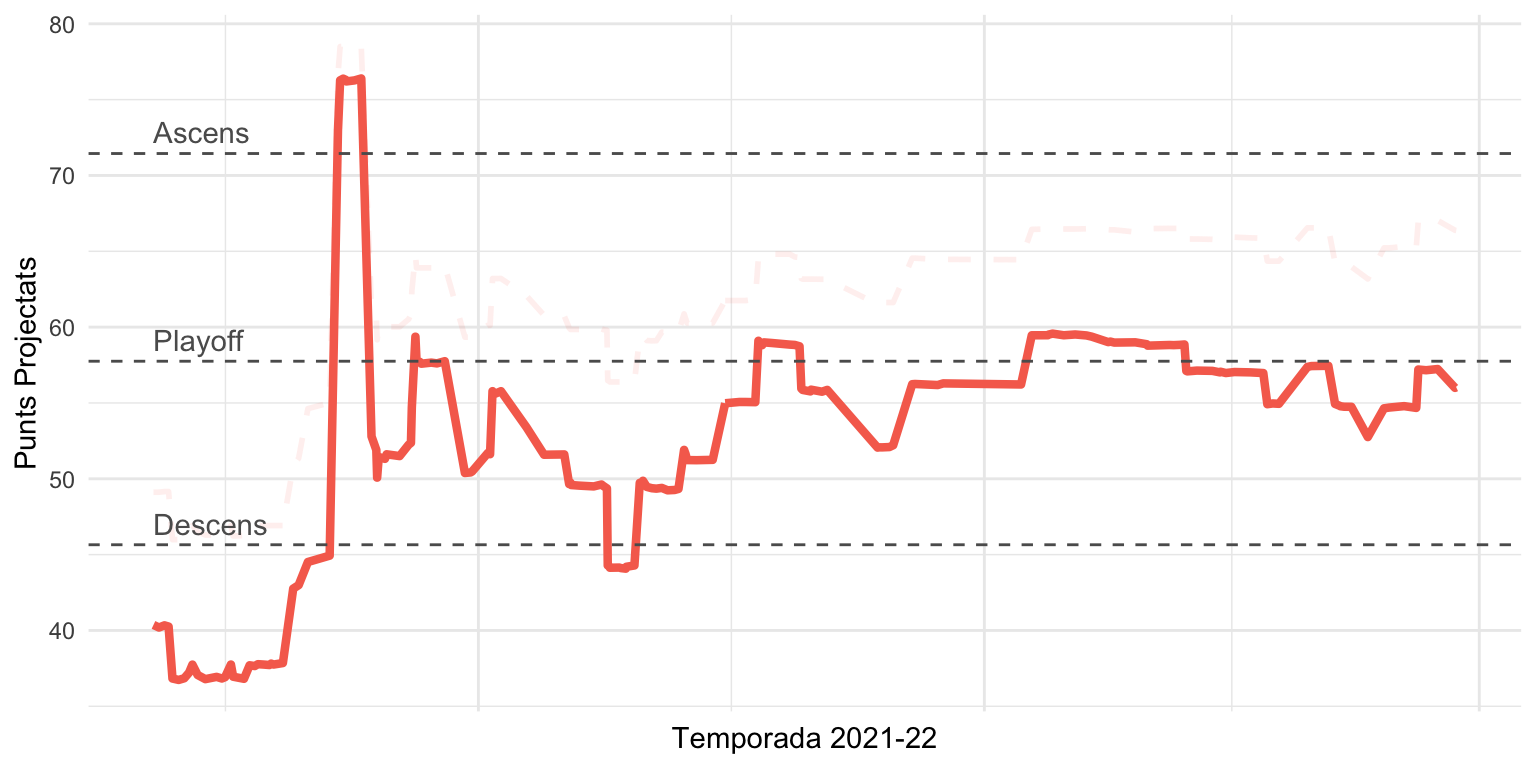 80
70
60
50
40
Punts Projectats
Ascens
Playoff
Descens
Temporada 2021-22